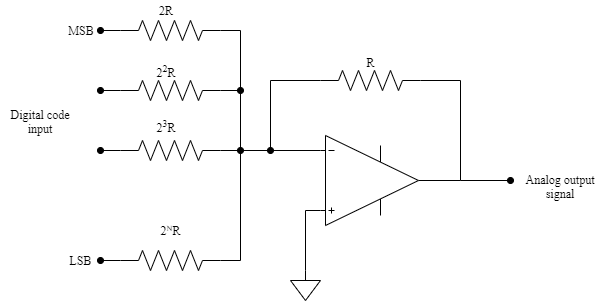 2R
MSB
R
2²R
Digital code
input
2³R
−
Analog output
signal
+
2ᴺR
LSB